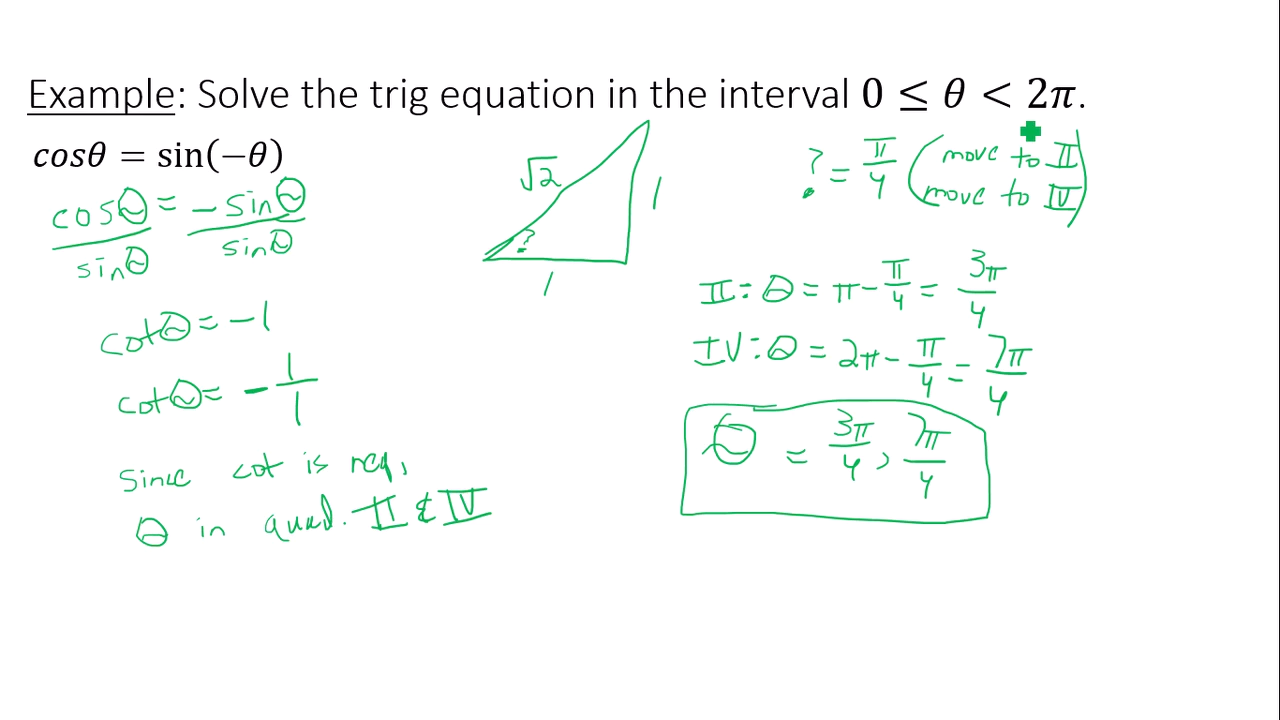 Example: Solve the trig equation in the interval 0 ≤ θ < 2π.
cosθ = sin(−θ)
cosθ/sinθ = −sinθ/sinθ
cotθ = −1
cotθ = − 1/1
Since cot is neg,
θ in quad. II & IV
√2
1
?
1
? = π/4 (move to II
move to IV)
II: θ = π − π/4 = 3π/4
IV: θ = 2π − π/4 = 7π/4
θ = 3π/4, 7π/4